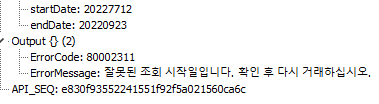 startDate: 20227712
endDate: 20220923
Output {} (2)
ErrorCode: 80002311
ErrorMessage: 잘못된 조회 시작일입니다. 확인 후 다시 거래하십시오.
API_SEQ: e830f93552241551f92f5a021560ca6c